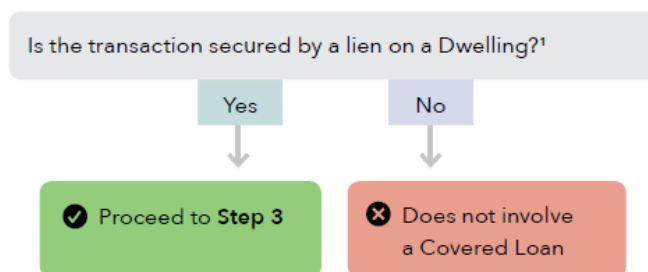 Is the transaction secured by a lien on a Dwelling?¹
Yes
No
Proceed to Step 3
Does not involve
a Covered Loan